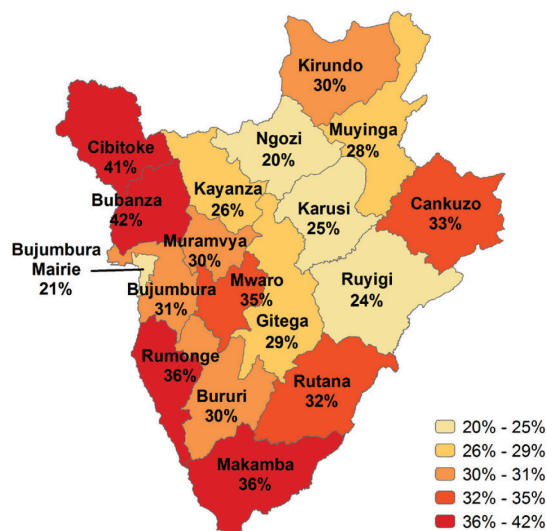 Kirundo
30%
Ngozi
20%
Muyinga
28%
Cibitoke
41%
Kayanza
26%
Bubanza
42%
Karusi
25%
Cankuzo
33%
Muramvya
30%
Bujumbura
Mairie
21%
Bujumbura
31%
Mwaro
35%
Ruyigi
24%
Gitega
29%
Rumonge
36%
Bururi
30%
Rutana
32%
Makamba
36%
20% - 25%
26% - 29%
30% - 31%
32% - 35%
36% - 42%